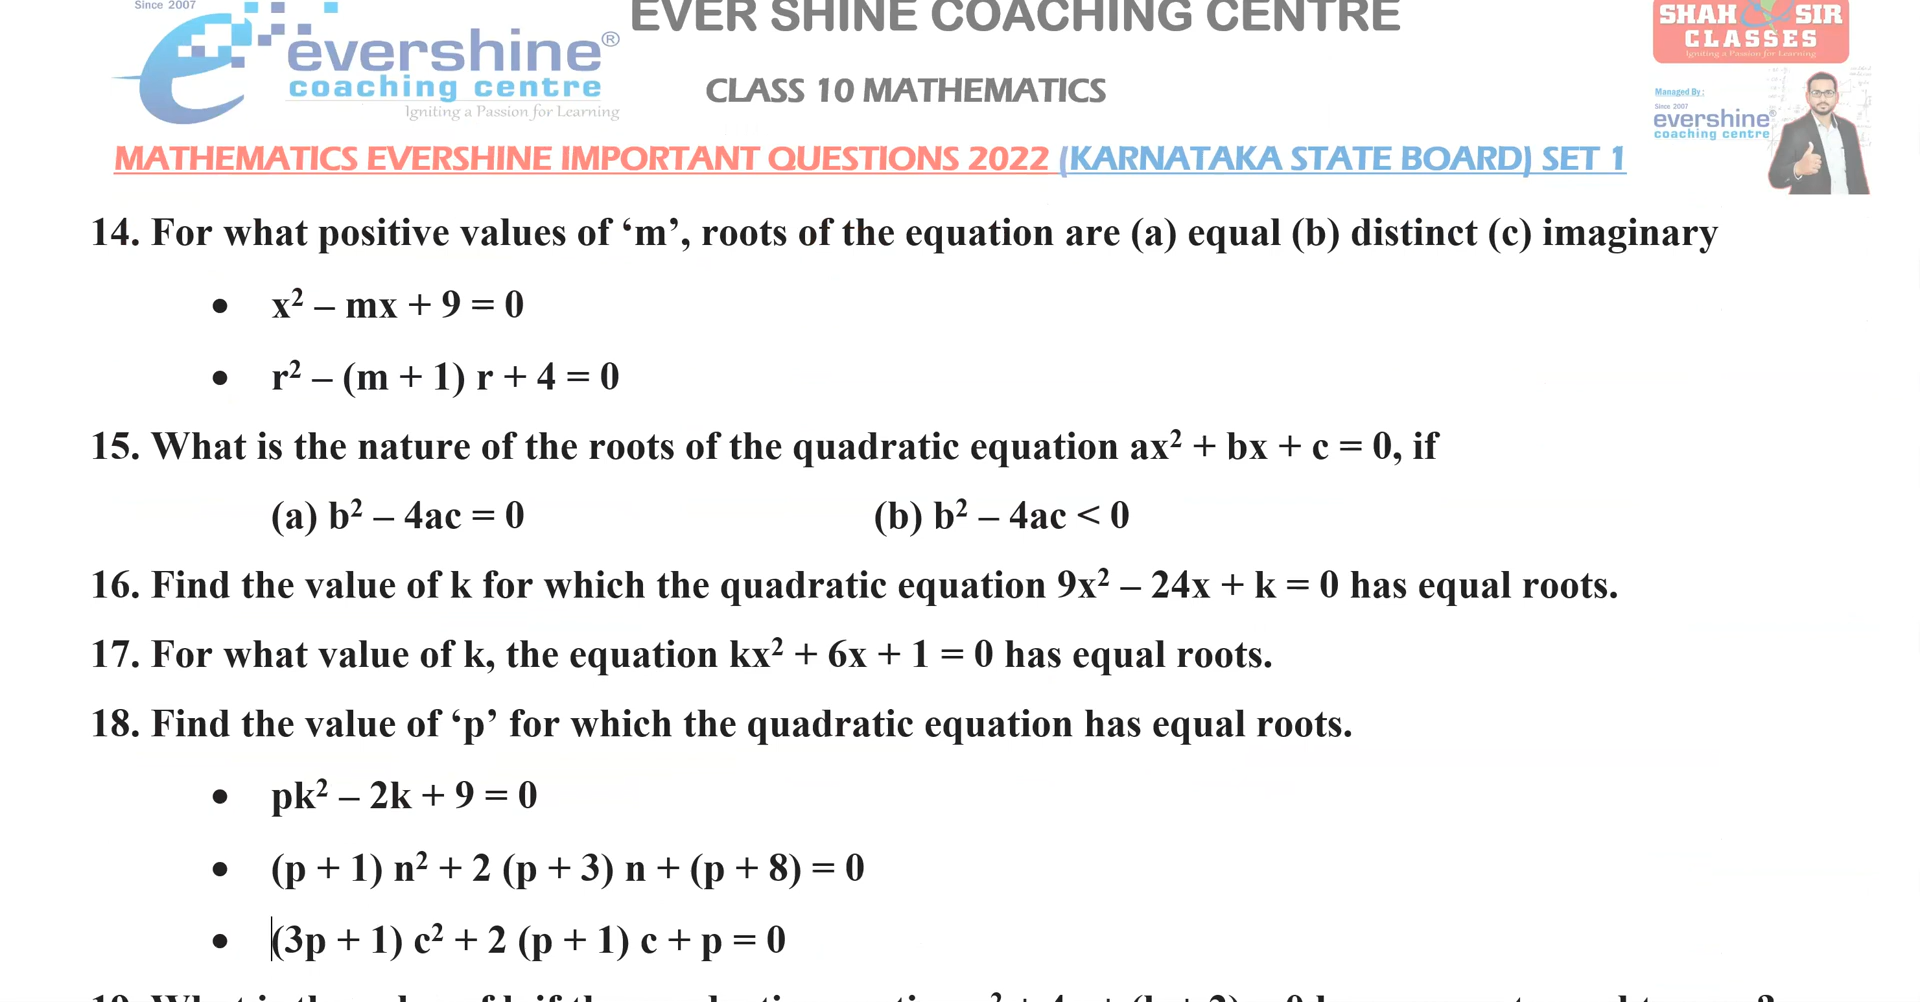 Since 2007
EVER SHINE COACHING CENTRE
evershine®
coaching centre
Igniting a Passion for Learning
CLASS 10 MATHEMATICS
SHAH SIR
CLASSES
Igniting a Passion for Learning
Managed By :
Since 2007
evershine®
coaching centre
MATHEMATICS EVERSHINE IMPORTANT QUESTIONS 2022 (KARNATAKA STATE BOARD) SET 1
14. For what positive values of ‘m’, roots of the equation are (a) equal (b) distinct (c) imaginary
• x² – mx + 9 = 0
• r² – (m + 1) r + 4 = 0
15. What is the nature of the roots of the quadratic equation ax² + bx + c = 0, if
(a) b² – 4ac = 0 (b) b² – 4ac < 0
16. Find the value of k for which the quadratic equation 9x² – 24x + k = 0 has equal roots.
17. For what value of k, the equation kx² + 6x + 1 = 0 has equal roots.
18. Find the value of ‘p’ for which the quadratic equation has equal roots.
• pk² – 2k + 9 = 0
• (p + 1) n² + 2 (p + 3) n + (p + 8) = 0
• (3p + 1) c² + 2 (p + 1) c + p = 0